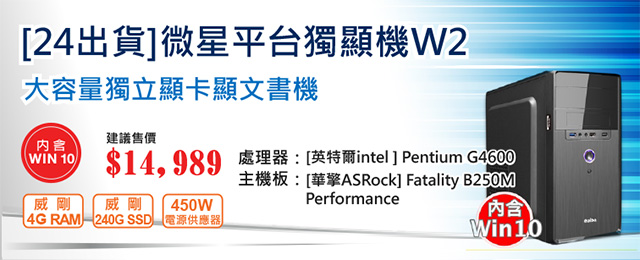 [24出貨]微星平台獨顯機W2
大容量獨立顯卡顯文書機
內含
WIN 10
建議售價
$14,989
處理器：[英特爾intel ] Pentium G4600
主機板：[華擎ASRock] Fatality B250M
Performance
威 剛
4G RAM
威 剛
240G SSD
450W
電源供應器
內含
Win10